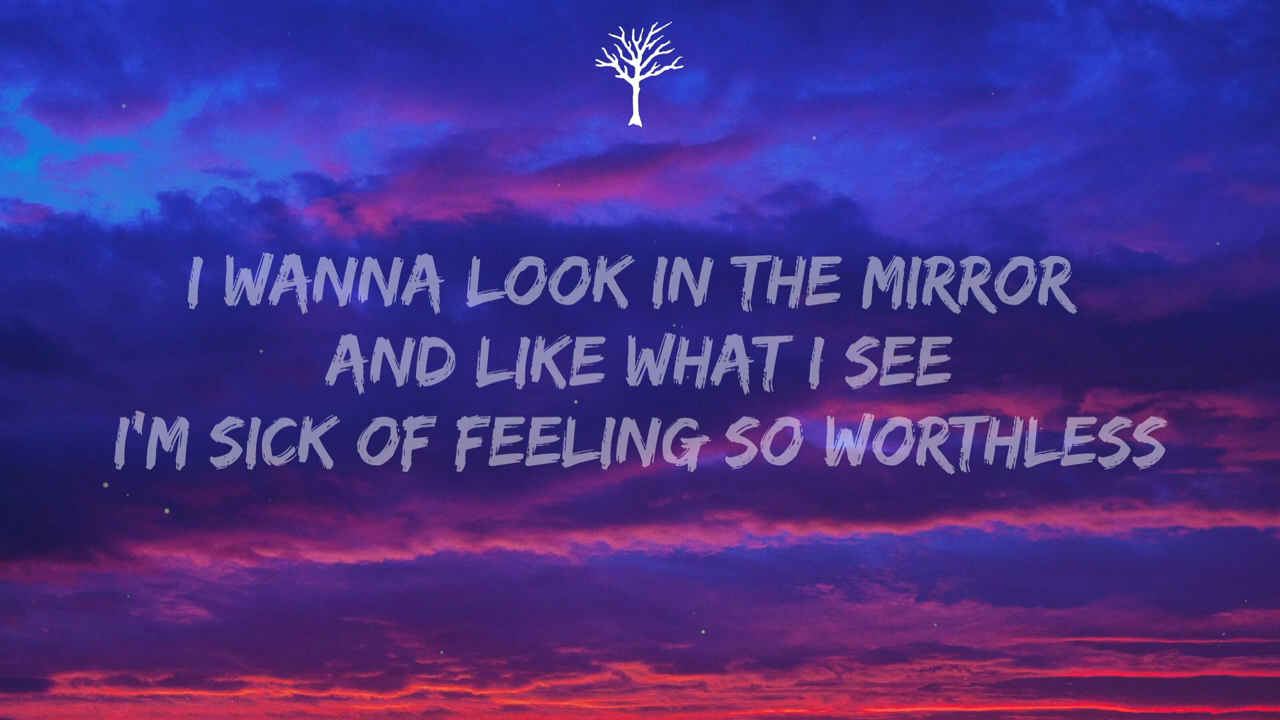 I WANNA LOOK IN THE MIRROR
AND LIKE WHAT I SEE
I'M SICK OF FEELING SO WORTHLESS